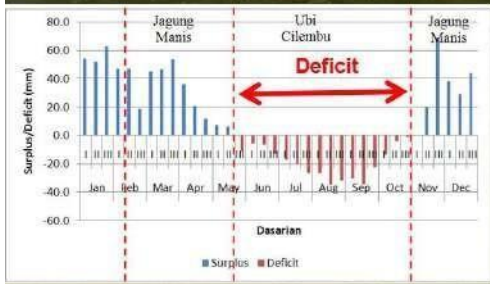 Jagung
Manis
Ubi
Cilembu
Jagung
Manis
Deficit
Surplus/Deficit (mm)
80.0
60.0
40.0
20.0
0.0
-20.0
-40.0
-60.0
Jan Feb Mar Apr May Jun Jul Aug Sep Oct Nov Dec
Dasarian
Surplus Deficit